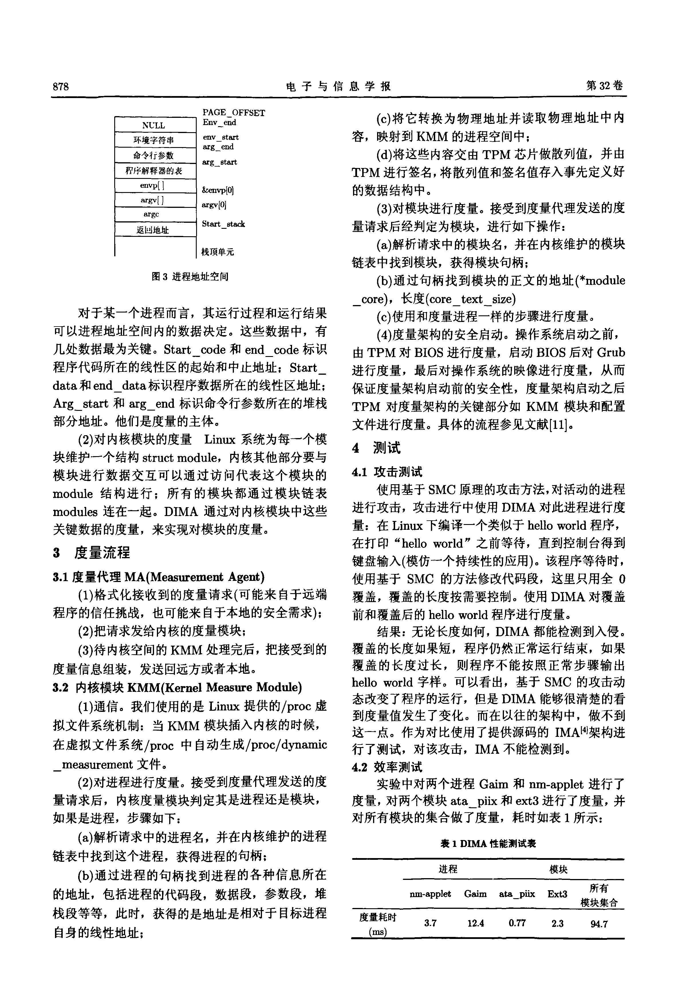 878
电子与信息学报
第32卷
PAGE_OFFSET
NULL
Env_end
环境字符串
env_start
arg_end
命令行参数
arg_start
程序解释器的表
envp[ ]
&envp[0]
argv[ ]
argv[0]
argc
Start_stack
返回地址
栈顶单元
图 3 进程地址空间
对于某一个进程而言，其运行过程和运行结果
可以进程地址空间内的数据决定。这些数据中，有
几处数据最为关键。Start_code 和 end_code 标识
程序代码所在的线性区的起始和中止地址；Start_
data 和 end_data 标识程序数据所在的线性区地址；
Arg_start 和 arg_end 标识命令行参数所在的堆栈
部分地址。他们是度量的主体。
(2)对内核模块的度量 Linux 系统为每一个模
块维护一个结构 struct module，内核其他部分要与
模块进行数据交互可以通过访问代表这个模块的
module 结构进行；所有的模块都通过模块链表
modules 连在一起。DIMA 通过对内核模块中这些
关键数据的度量，来实现对模块的度量。
3 度量流程
3.1 度量代理 MA(Measurement Agent)
(1)格式化接收到的度量请求(可能来自于远端
程序的信任挑战，也可能来自于本地的安全需求)；
(2)把请求发给内核的度量模块；
(3)待内核空间的 KMM 处理完后，把接受到的
度量信息组装，发送回远方或者本地。
3.2 内核模块 KMM(Kernel Measure Module)
(1)通信。我们使用的是 Linux 提供的/proc 虚
拟文件系统机制：当 KMM 模块插入内核的时候，
在虚拟文件系统/proc 中自动生成/proc/dynamic
_measurement 文件。
(2)对进程进行度量。接受到度量代理发送的度
量请求后，内核度量模块判定其是进程还是模块，
如果是进程，步骤如下：
(a)解析请求中的进程名，并在内核维护的进程
链表中找到这个进程，获得进程的句柄；
(b)通过进程的句柄找到进程的各种信息所在
的地址，包括进程的代码段，数据段，参数段，堆
栈段等等，此时，获得的是地址是相对于目标进程
自身的线性地址；
(c)将它转换为物理地址并读取物理地址中内
容，映射到 KMM 的进程空间中；
(d)将这些内容交由 TPM 芯片做散列值，并由
TPM 进行签名，将散列值和签名值存入事先定义好
的数据结构中。
(3)对模块进行度量。接受到度量代理发送的度
量请求后经判定为模块，进行如下操作：
(a)解析请求中的模块名，并在内核维护的模块
链表中找到模块，获得模块句柄；
(b)通过句柄找到模块的正文的地址(*module
_core)，长度(core_text_size)
(c)使用和度量进程一样的步骤进行度量。
(4)度量架构的安全启动。操作系统启动之前，
由 TPM 对 BIOS 进行度量，启动 BIOS 后对 Grub
进行度量，最后对操作系统的映像进行度量，从而
保证度量架构启动前的安全性，度量架构启动之后
TPM 对度量架构的关键部分如 KMM 模块和配置
文件进行度量。具体的流程参见文献[11]。
4 测试
4.1 攻击测试
使用基于 SMC 原理的攻击方法，对活动的进程
进行攻击，攻击进行中使用 DIMA 对此进程进行度
量：在 Linux 下编译一个类似于 hello world 程序，
在打印“hello world”之前等待，直到控制台得到
键盘输入(模仿一个持续性的应用)。该程序等待时，
使用基于 SMC 的方法修改代码段，这里只用全 0
覆盖，覆盖的长度按需要控制。使用 DIMA 对覆盖
前和覆盖后的 hello world 程序进行度量。
结果：无论长度如何，DIMA 都能检测到入侵。
覆盖的长度如果短，程序仍然正常运行结束，如果
覆盖的长度过长，则程序不能按照正常步骤输出
hello world 字样。可以看出，基于 SMC 的攻击动
态改变了程序的运行，但是 DIMA 能够很清楚的看
到度量值发生了变化。而在以往的架构中，做不到
这一点。作为对比使用了提供源码的 IMA[4]架构进
行了测试，对该攻击，IMA 不能检测到。
4.2 效率测试
实验中对两个进程 Gaim 和 nm-applet 进行了
度量，对两个模块 ata_piix 和 ext3 进行了度量，并
对所有模块的集合做了度量，耗时如表 1 所示：
表 1 DIMA 性能测试表
进程 模块
nm-applet Gaim ata_piix Ext3 所有
模块集合
度量耗时
(ms) 3.7 12.4 0.77 2.3 94.7